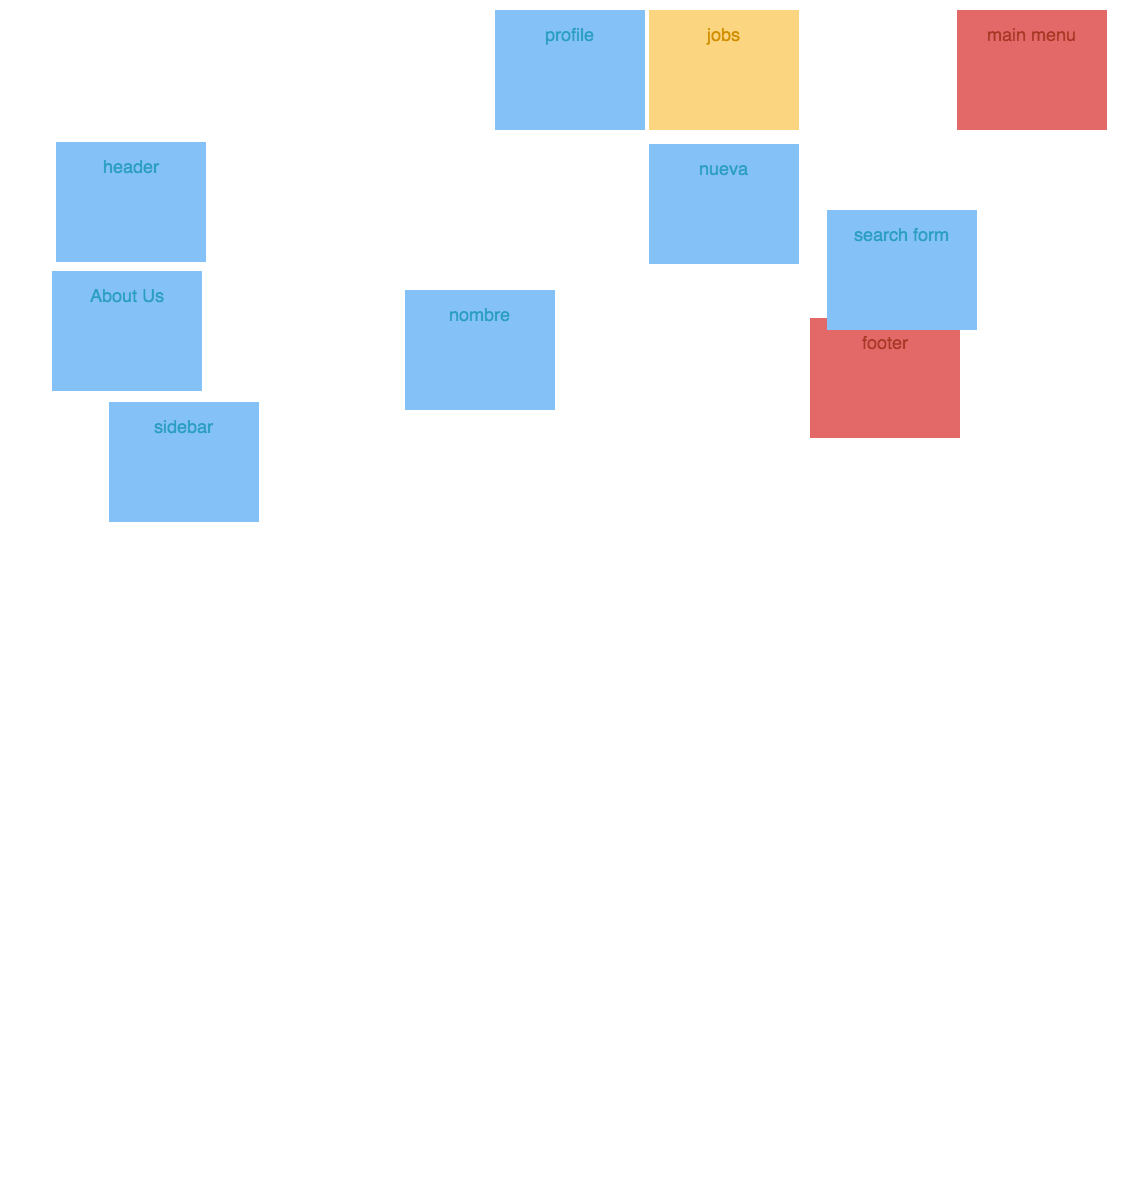 profile
jobs
main menu
header
nueva
search form
About Us
nombre
footer
sidebar